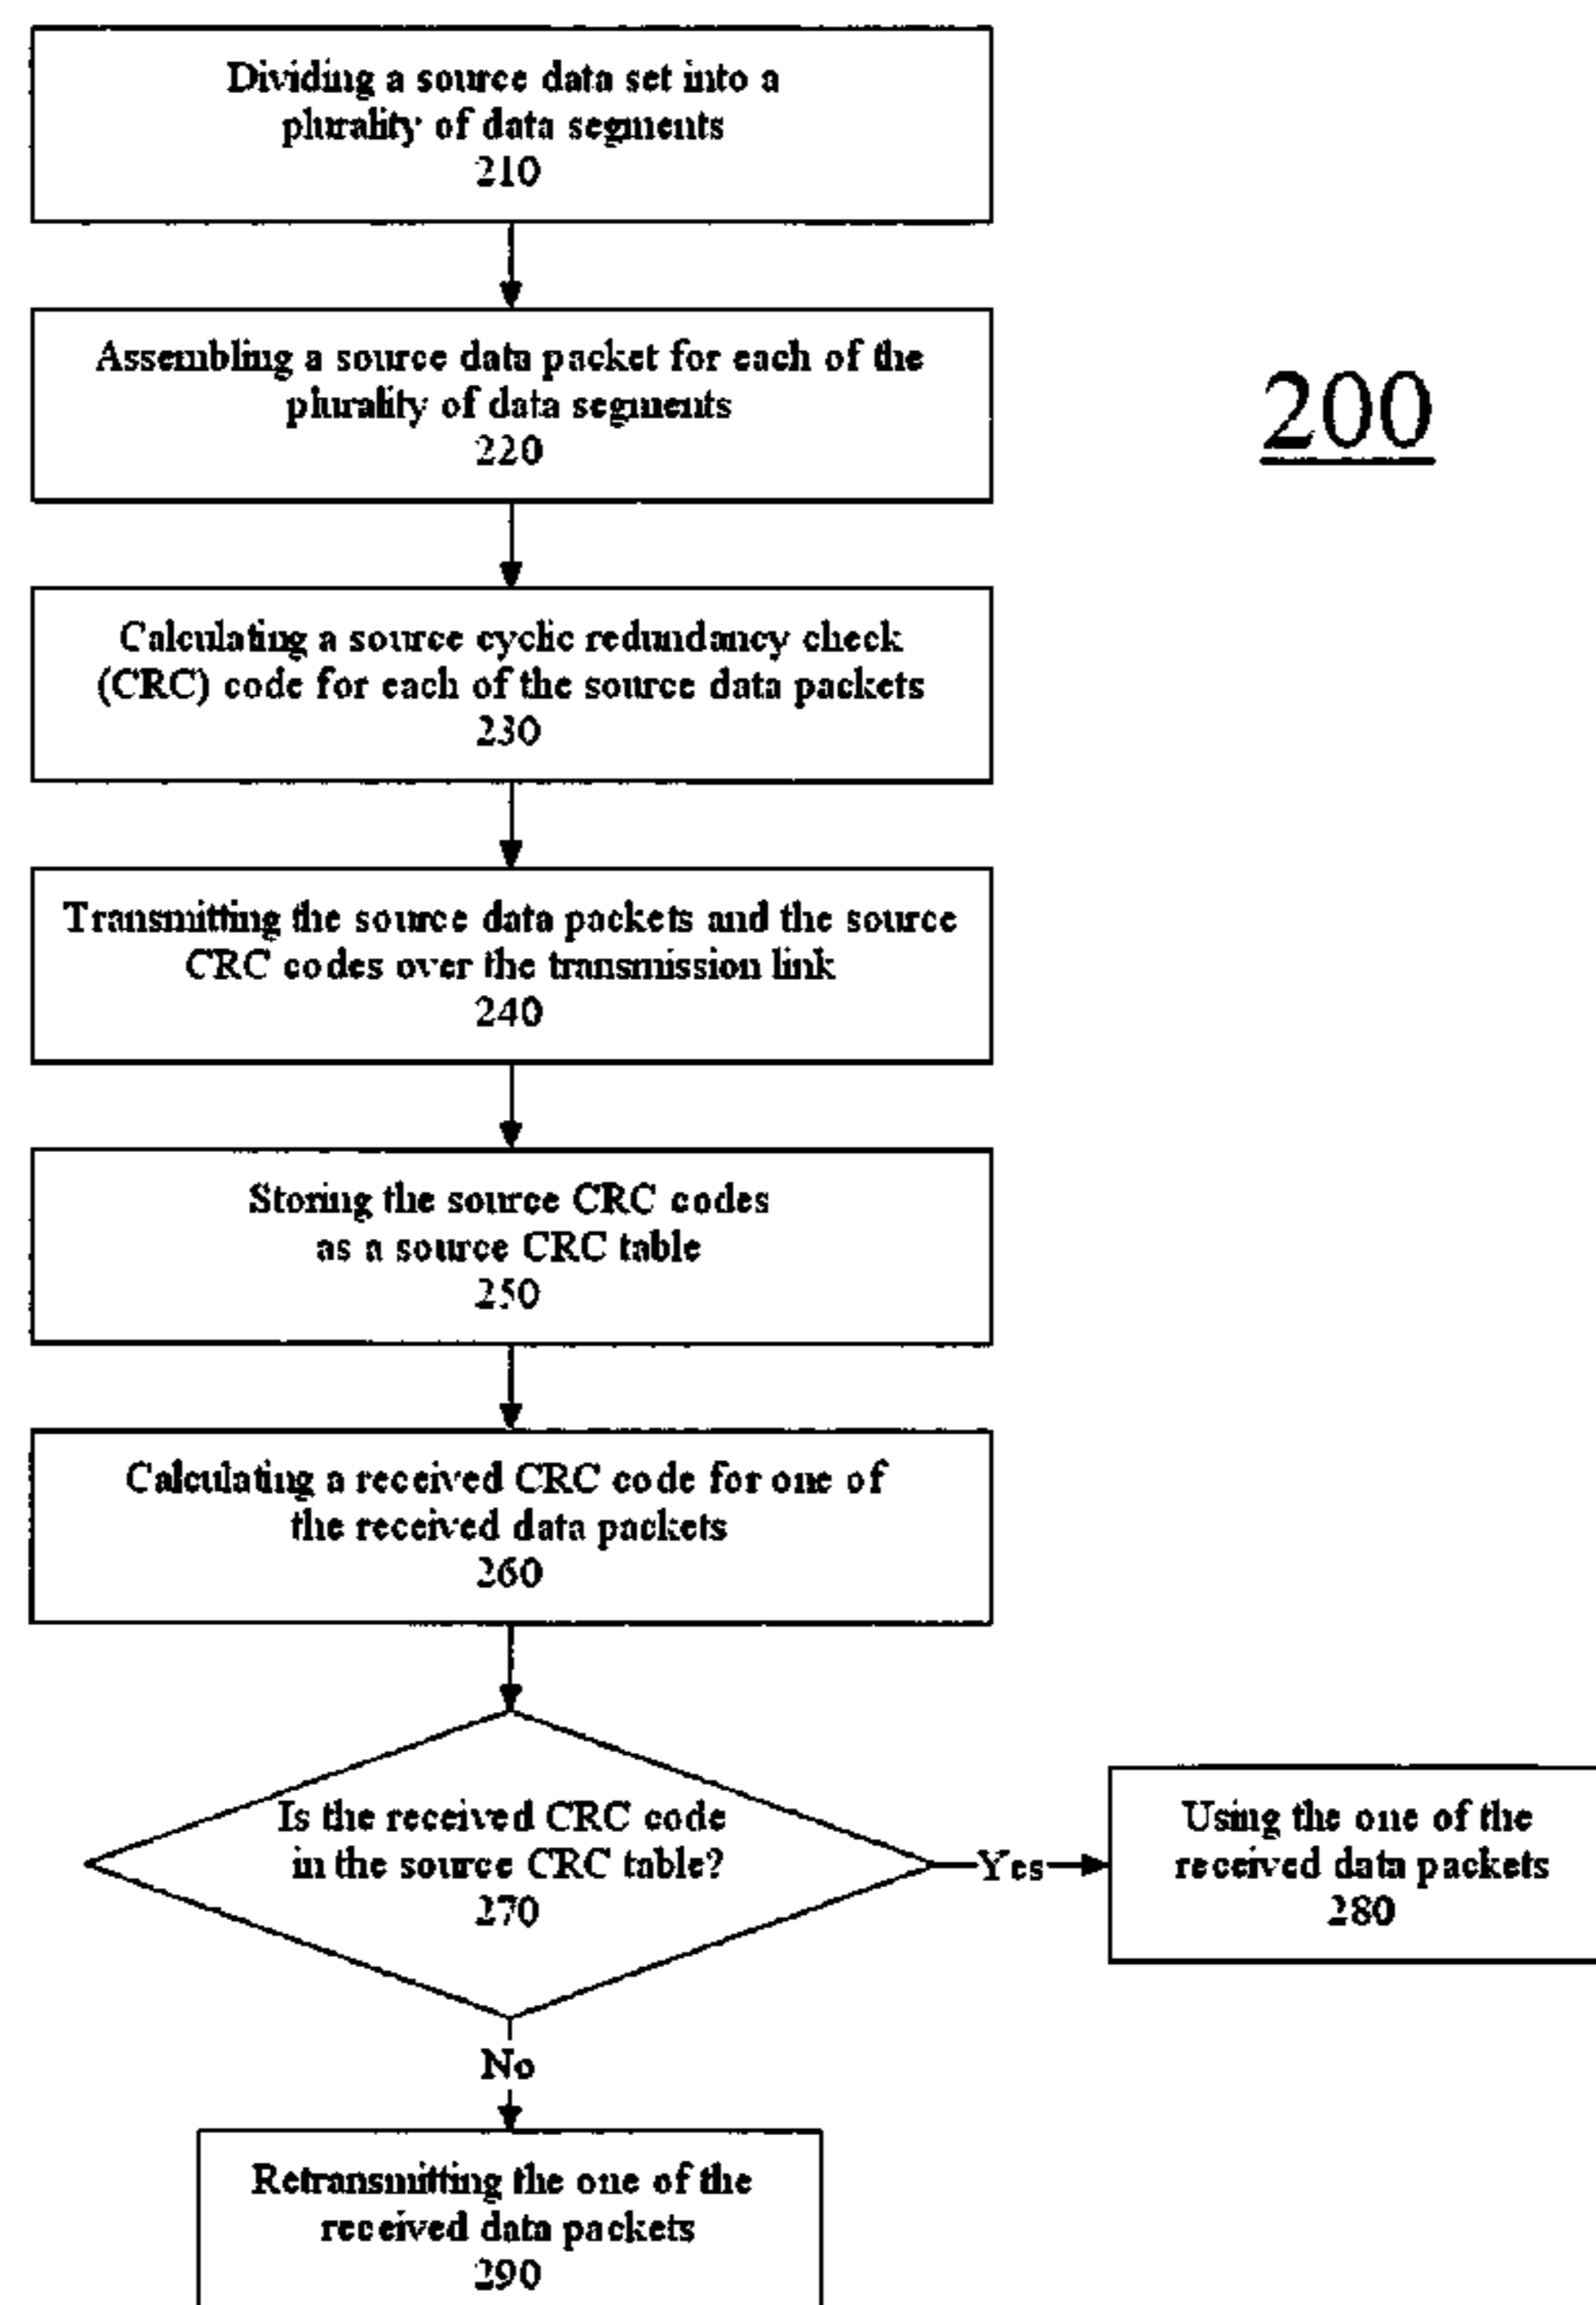 Dividing a source data set into a
plurality of data segments
210
Assembling a source data packet for each of the
plurality of data segments
220
200
Calculating a source cyclic redundancy check
(CRC) code for each of the source data packets
230
Transmitting the source data packets and the source
CRC codes over the transmission link
240
Storing the source CRC codes
as a source CRC table
250
Calculating a received CRC code for one of
the received data packets
260
Is the received CRC code
in the source CRC table?
270
Yes
Using the one of the
received data packets
280
No
Retransmitting the one of the
received data packets
290